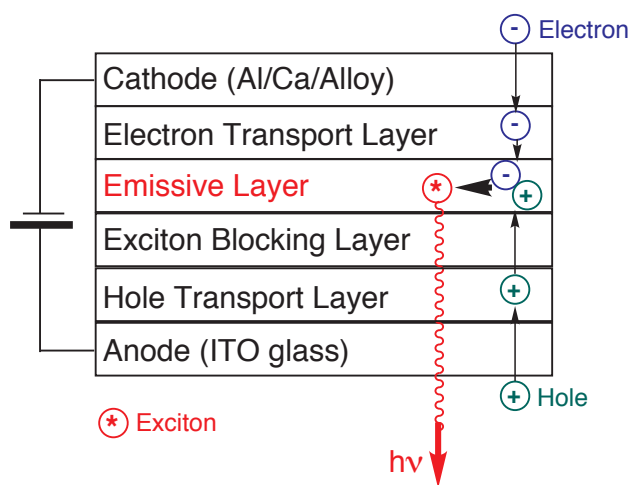 - Electron
Cathode (Al/Ca/Alloy)
Electron Transport Layer -
Emissive Layer * - +
Exciton Blocking Layer
Hole Transport Layer +
Anode (ITO glass)
+ Hole
* Exciton
hν